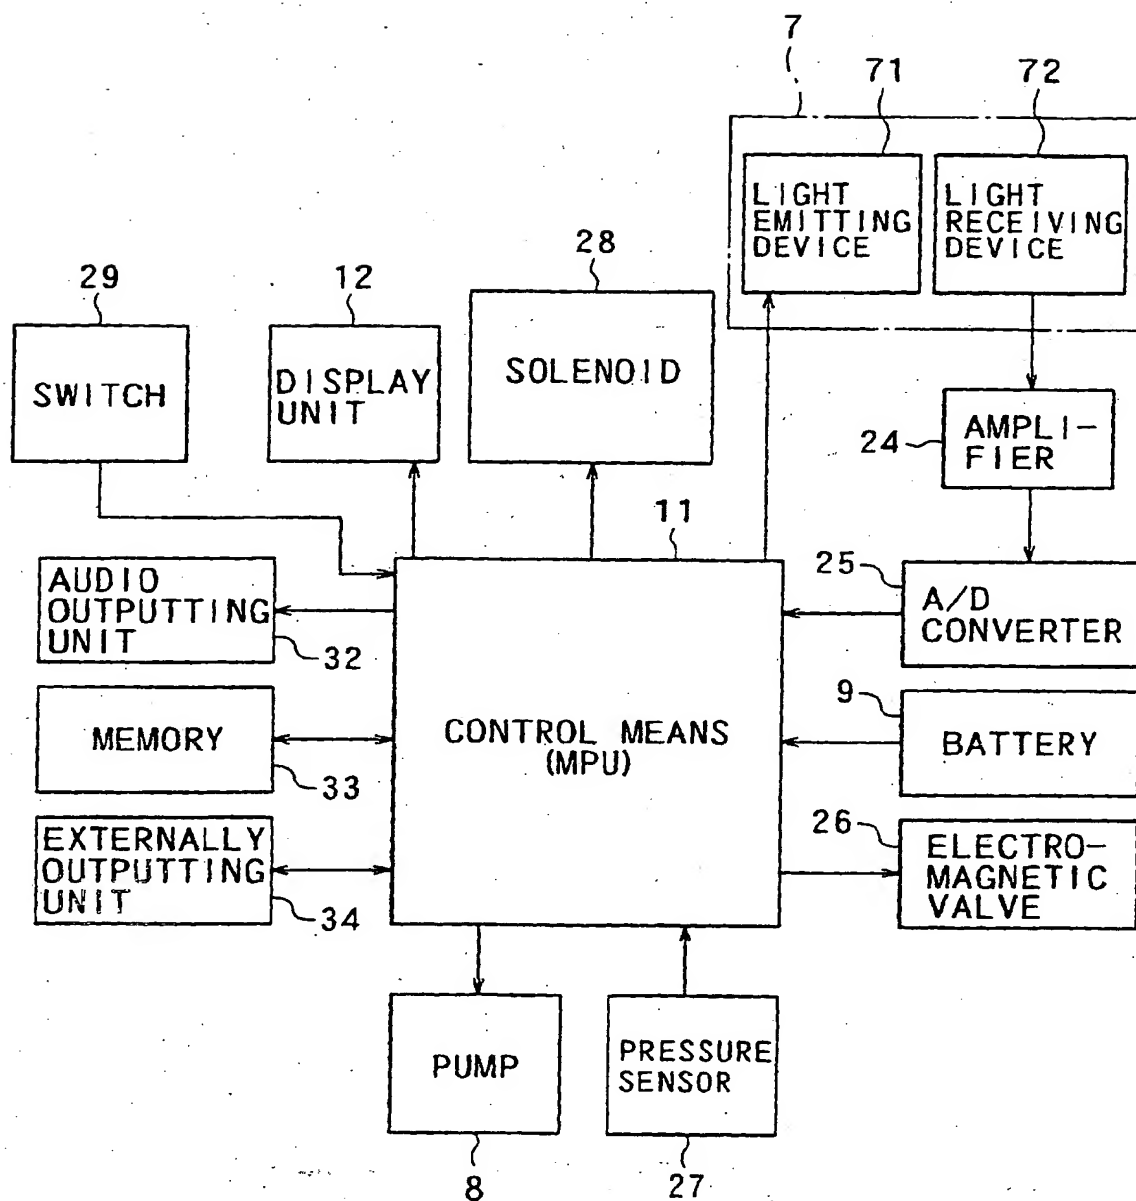 7
71
72
LIGHT
EMITTING
DEVICE
LIGHT
RECEIVING
DEVICE
29
12
28
SWITCH
DISPLAY
UNIT
SOLENOID
24
AMPLI-
FIER
11
25
A/D
CONVERTER
AUDIO
OUTPUTTING
UNIT
32
9
BATTERY
MEMORY
33
CONTROL MEANS
(MPU)
26
ELECTRO-
MAGNETIC
VALVE
EXTERNALLY
OUTPUTTING
UNIT
34
PUMP
PRESSURE
SENSOR
8
27